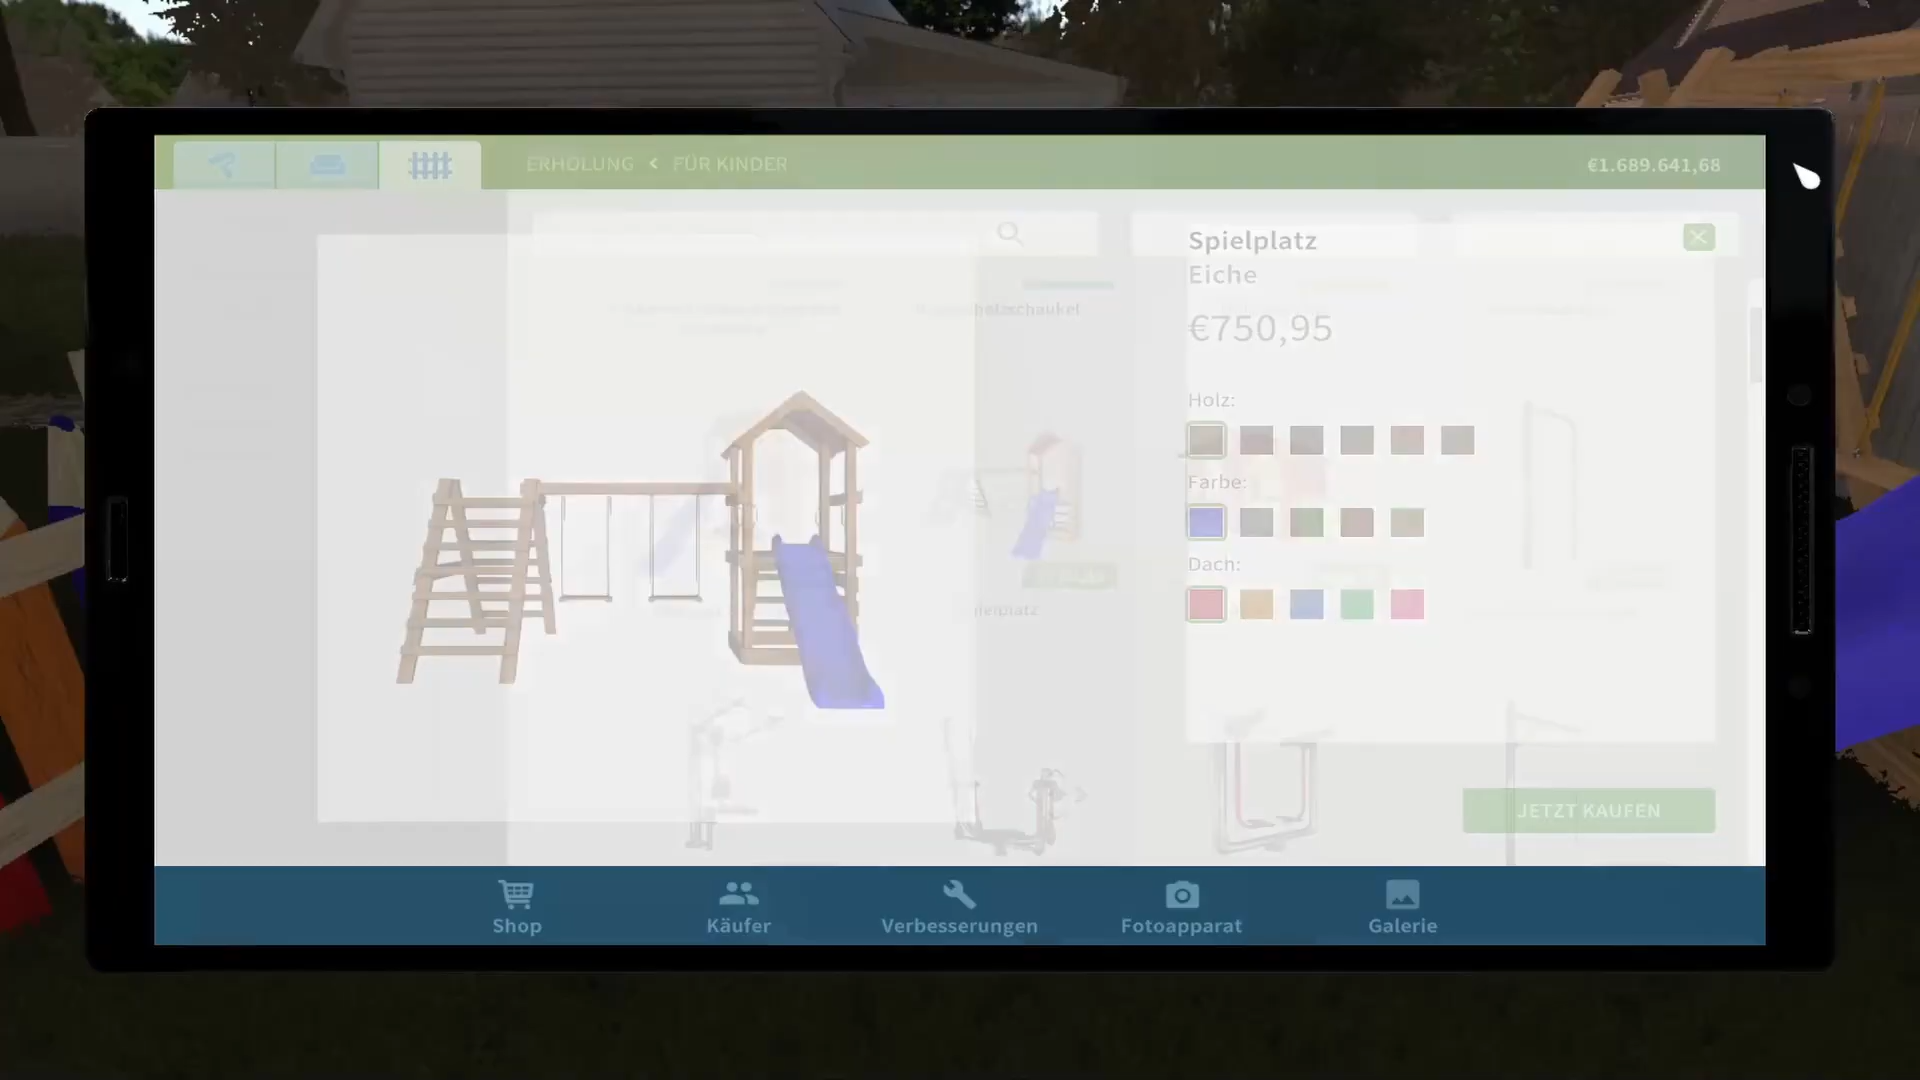 ERHOLUNG < FÜR KINDER
€1.689.641,68
Spielplatz
Eiche
€750,95
Holz:
Farbe:
Dach:
JETZT KAUFEN
Shop
Käufer
Verbesserungen
Fotoapparat
Galerie